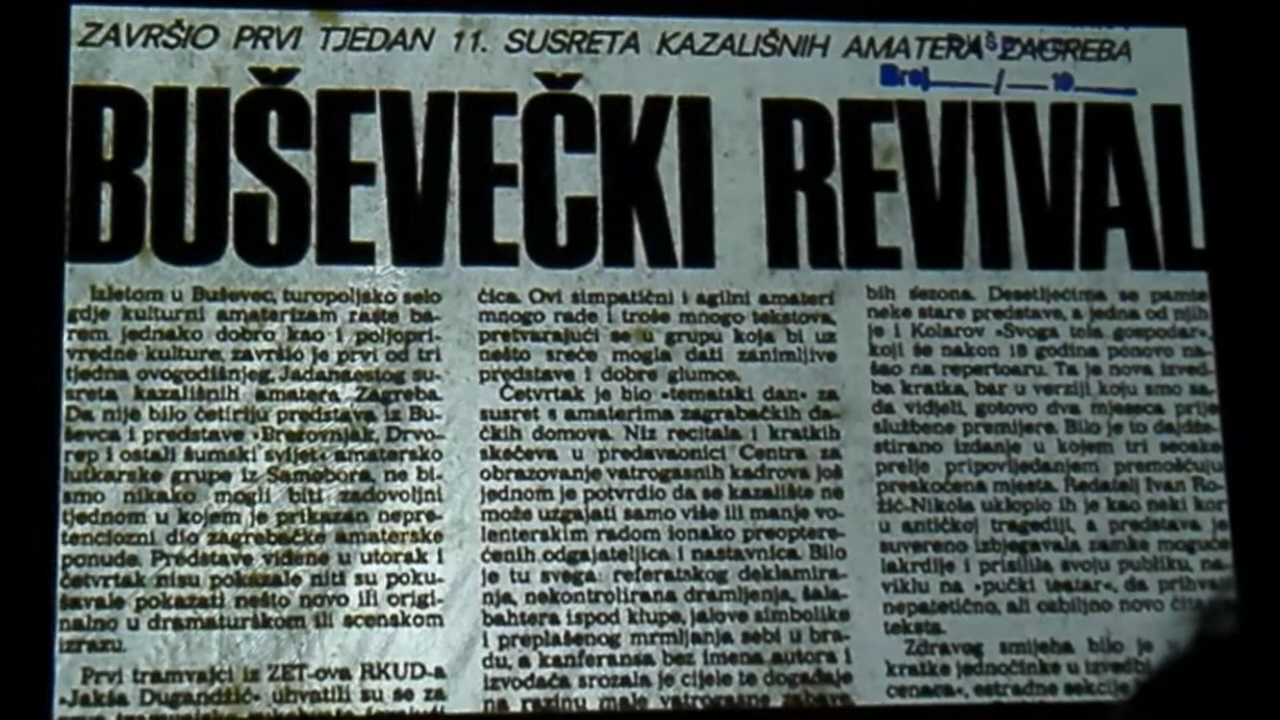 ZAVRŠIO PRVI TJEDAN 11. SUSRETA KAZALIŠNIH AMATERA ZAGREBA
Broj / 19
BUŠEVEČKI REVIVAL
Izletom u Buševec, turopoljsko selo
gdje kulturni amaterizam raste ba-
rem jednako dobro kao i poljopri-
vredne kulture, završio je prvi od tri
tjedna ovogodišnjeg, Jadanaestog su-
sreta kazališnih amatera Zagreba.
Da nije bilo četiriju predstava iz Bu-
ševca i predstave »Brezovnjak, Drvo-
rep i ostali šumski svijet« amatersko
lutkarske grupe iz Samobora, ne bi-
smo nikako mogli biti zadovoljni
tjednom u kojem je prikazan nepre-
tenciozni dio zagrebačke amaterske
ponude. Predstave viđene u utorak i
četvrtak nisu pokazale niti su poku-
šavale pokazati nešto novo ili origi-
nalno u dramaturškom ili scenskom
izrazu.
Prvi tramvajci iz ZET-ova RKUD-a
»Jakša Dugandžić« uhvatili su se za
čica. Ovi simpatični i agilni amateri
mnogo rade i troše mnogo tekstova,
pretvarajući se u grupu koja bi uz
nešto sreće mogla dati zanimljive
predstave i dobre glumce.
Četvrtak je bio »tematski dan« za
susret s amaterima zagrebačkih đa-
čkih domova. Niz recitala i kratkih
skečeva u predavaonici Centra za
obrazovanje vatrogasnih kadrova još
jednom je potvrdio da se kazalište ne
može uzgajati samo više ili manje vo-
lenterskim radom ionako preoptere-
ćenih odgajateljica i nastavnica. Bilo
je tu svega: referatskog deklamira-
nja, nekontrolirana dramljenja, šala-
bahtera ispod klupe, jalove simbolike
i preplašenog mrmljanja sebi u bra-
du, a konferansa bez imena autora i
izvođača srozala je cijele te događaje
na razinu male vatrogasne zabave
bih sezona. Desetljećima se pamte
neke stare predstave, a jedna od njih
je i Kolarov »Svoga tela gospodar«,
koji se nakon 18 godina ponovo na-
šao na repertoaru. Ta je nova izved-
ba kratka, bar u verziji koju smo sa-
da vidjeli, gotovo dva mjeseca prije
službene premijere. Bilo je to dajdže-
stirano izdanje u kojem tri seoske
prelje pripovijedanjem premošćuju
preskočena mjesta. Redatelj Ivan Ro-
žić-Nikola uklopio ih je kao neki kor
u antičkoj tragediji, a predstava je
suvereno izbjegavala zamke moguće
lakrdije i prisilila svoju publiku, na-
viklu na »pučki teatar«, da prihvati
nepatetično, ali ozbiljno novo
teksta.
Zdravog smijeha bilo je
kratke jednočinke u izvedbi
estradne sekcije